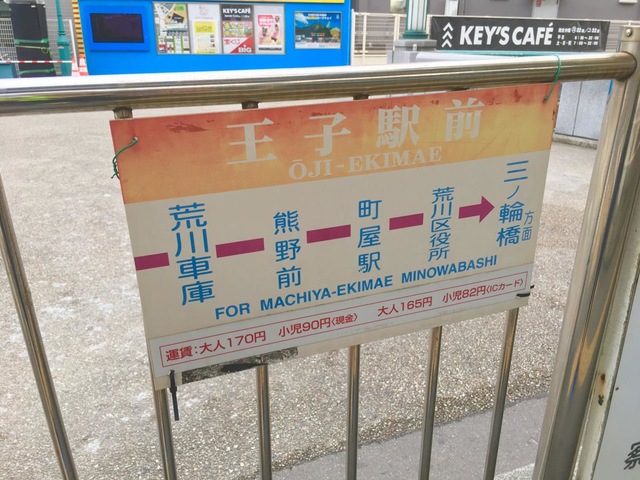 KEY'S CAFÉ
BIG
王子駅前
ŌJI-EKIMAE
荒川車庫
熊野前
町屋駅
荒川区役所
三ノ輪橋
方面
FOR MACHIYA-EKIMAE MINOWABASHI
運賃:大人170円 小児90円〈現金〉 大人165円 小児82円〈ICカード〉